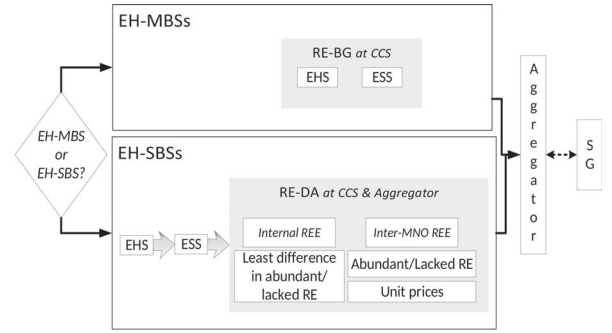 EH-MBSs
RE-BG at CCS
EHS
ESS
EH-MBS
or
EH-SBS?
EH-SBSs
RE-DA at CCS & Aggregator
EHS
ESS
Internal REE
Least difference
in abundant/
lacked RE
Inter-MNO REE
Abundant/Lacked RE
Unit prices
Aggregator
SG